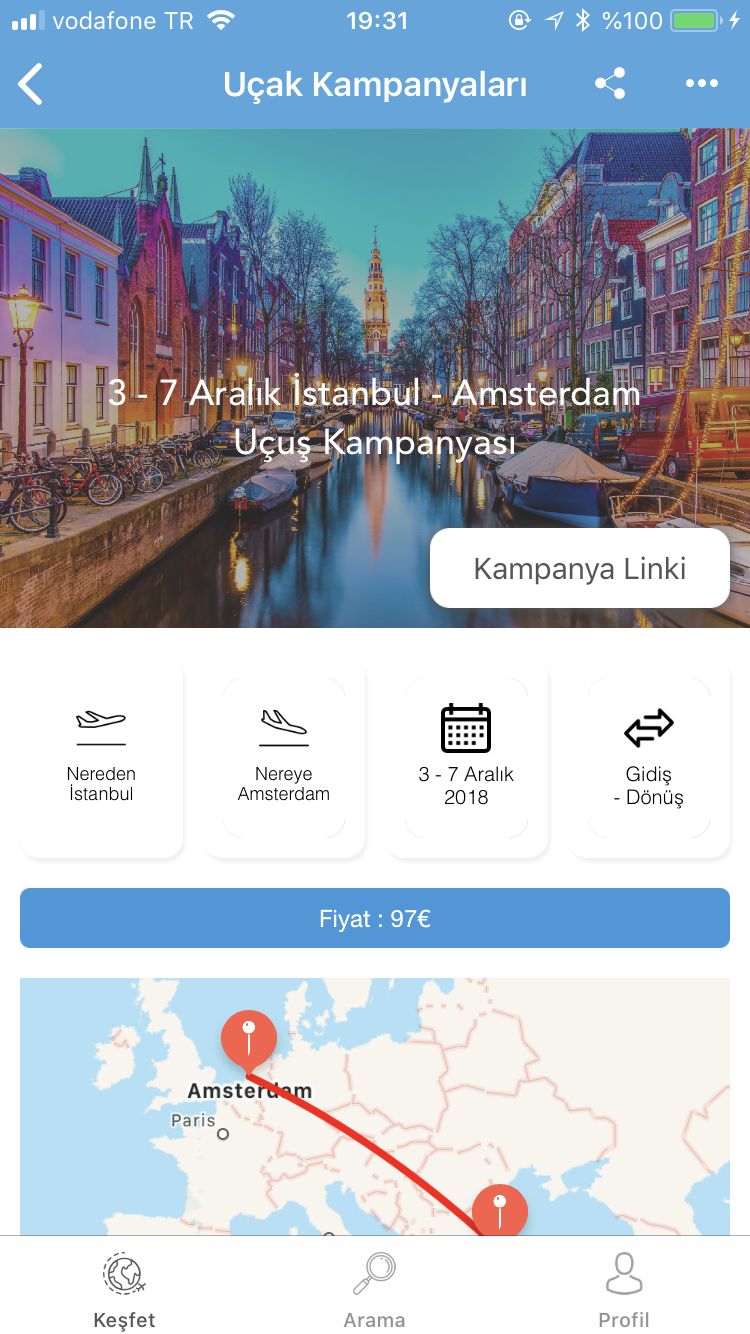 vodafone TR 19:31 %100
Uçak Kampanyaları
3 - 7 Aralık İstanbul - Amsterdam
Uçuş Kampanyası
Kampanya Linki
Nereden
İstanbul
Nereye
Amsterdam
3 - 7 Aralık
2018
Gidiş
- Dönüş
Fiyat : 97€
Amsterdam
Paris
Keşfet
Arama
Profil